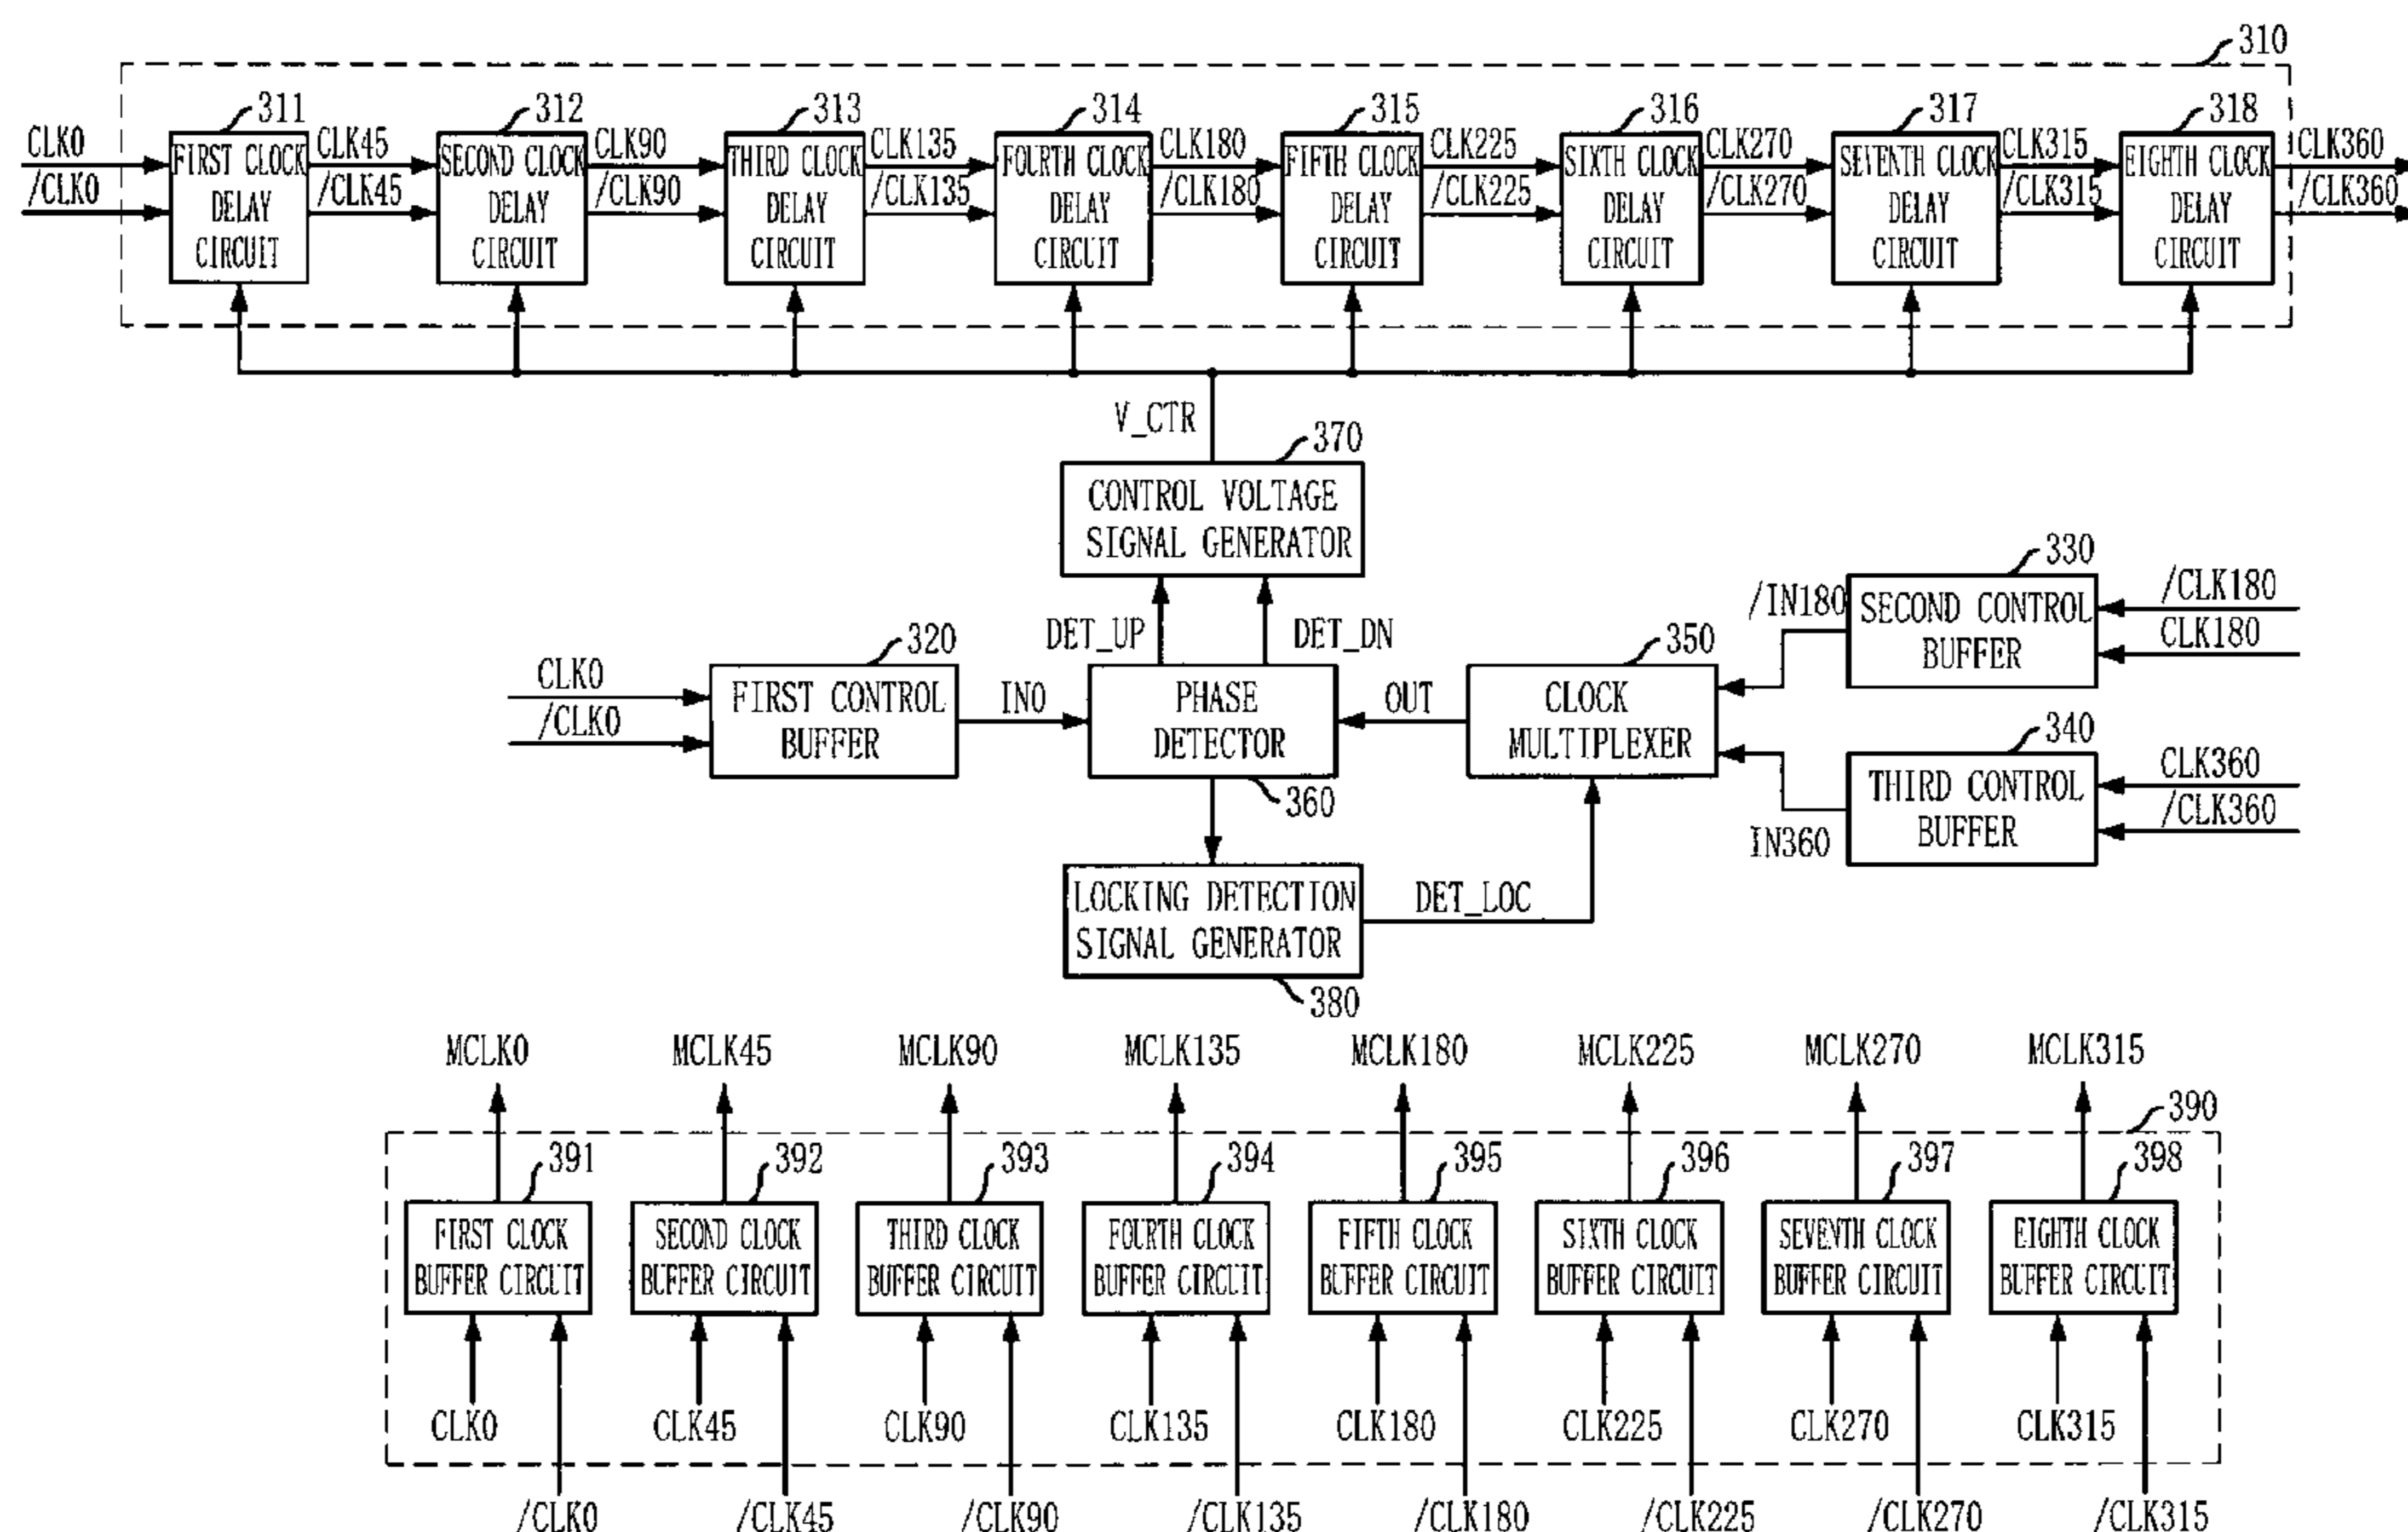 310
311 312 313 314 315 316 317 318
CLK0 CLK45 CLK90 CLK135 CLK180 CLK225 CLK270 CLK315 CLK360
/CLK0 /CLK45 /CLK90 /CLK135 /CLK180 /CLK225 /CLK270 /CLK315 /CLK360
FIRST CLOCK
DELAY
CIRCUIT
SECOND CLOCK
DELAY
CIRCUIT
THIRD CLOCK
DELAY
CIRCUIT
FOURTH CLOCK
DELAY
CIRCUIT
FIFTH CLOCK
DELAY
CIRCUIT
SIXTH CLOCK
DELAY
CIRCUIT
SEVENTH CLOCK
DELAY
CIRCUIT
EIGHTH CLOCK
DELAY
CIRCUIT
V_CTR
370
CONTROL VOLTAGE
SIGNAL GENERATOR
DET_UP DET_DN
320
CLK0
/CLK0
FIRST CONTROL
BUFFER
IN0
PHASE
DETECTOR
360
OUT
350
CLOCK
MULTIPLEXER
/IN180
330
SECOND CONTROL
BUFFER
/CLK180
CLK180
340
THIRD CONTROL
BUFFER
CLK360
/CLK360
IN360
LOCKING DETECTION
SIGNAL GENERATOR
380
DET_LOC
MCLK0 MCLK45 MCLK90 MCLK135 MCLK180 MCLK225 MCLK270 MCLK315
390
391 392 393 394 395 396 397 398
FIRST CLOCK
BUFFER CIRCUIT
SECOND CLOCK
BUFFER CIRCUIT
THIRD CLOCK
BUFFER CIRCUIT
FOURTH CLOCK
BUFFER CIRCUIT
FIFTH CLOCK
BUFFER CIRCUIT
SIXTH CLOCK
BUFFER CIRCUIT
SEVENTH CLOCK
BUFFER CIRCUIT
EIGHTH CLOCK
BUFFER CIRCUIT
CLK0 CLK45 CLK90 CLK135 CLK180 CLK225 CLK270 CLK315
/CLK0 /CLK45 /CLK90 /CLK135 /CLK180 /CLK225 /CLK270 /CLK315